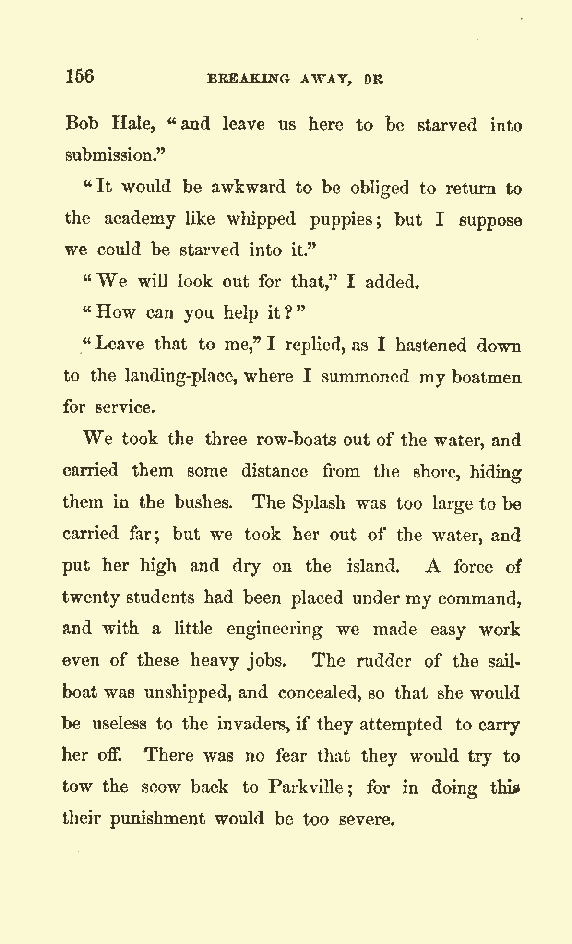 156 BREAKING AWAY, OR
Bob Hale, "and leave us here to be starved into
submission."
"It would be awkward to be obliged to return to
the academy like whipped puppies; but I suppose
we could be starved into it."
"We will look out for that," I added.
"How can you help it?"
"Leave that to me," I replied, as I hastened down
to the landing-place, where I summoned my boatmen
for service.
We took the three row-boats out of the water, and
carried them some distance from the shore, hiding
them in the bushes. The Splash was too large to be
carried far; but we took her out of the water, and
put her high and dry on the island. A force of
twenty students had been placed under my command,
and with a little engineering we made easy work
even of these heavy jobs. The rudder of the sail-
boat was unshipped, and concealed, so that she would
be useless to the invaders, if they attempted to carry
her off. There was no fear that they would try to
tow the scow back to Parkville; for in doing this
their punishment would be too severe.